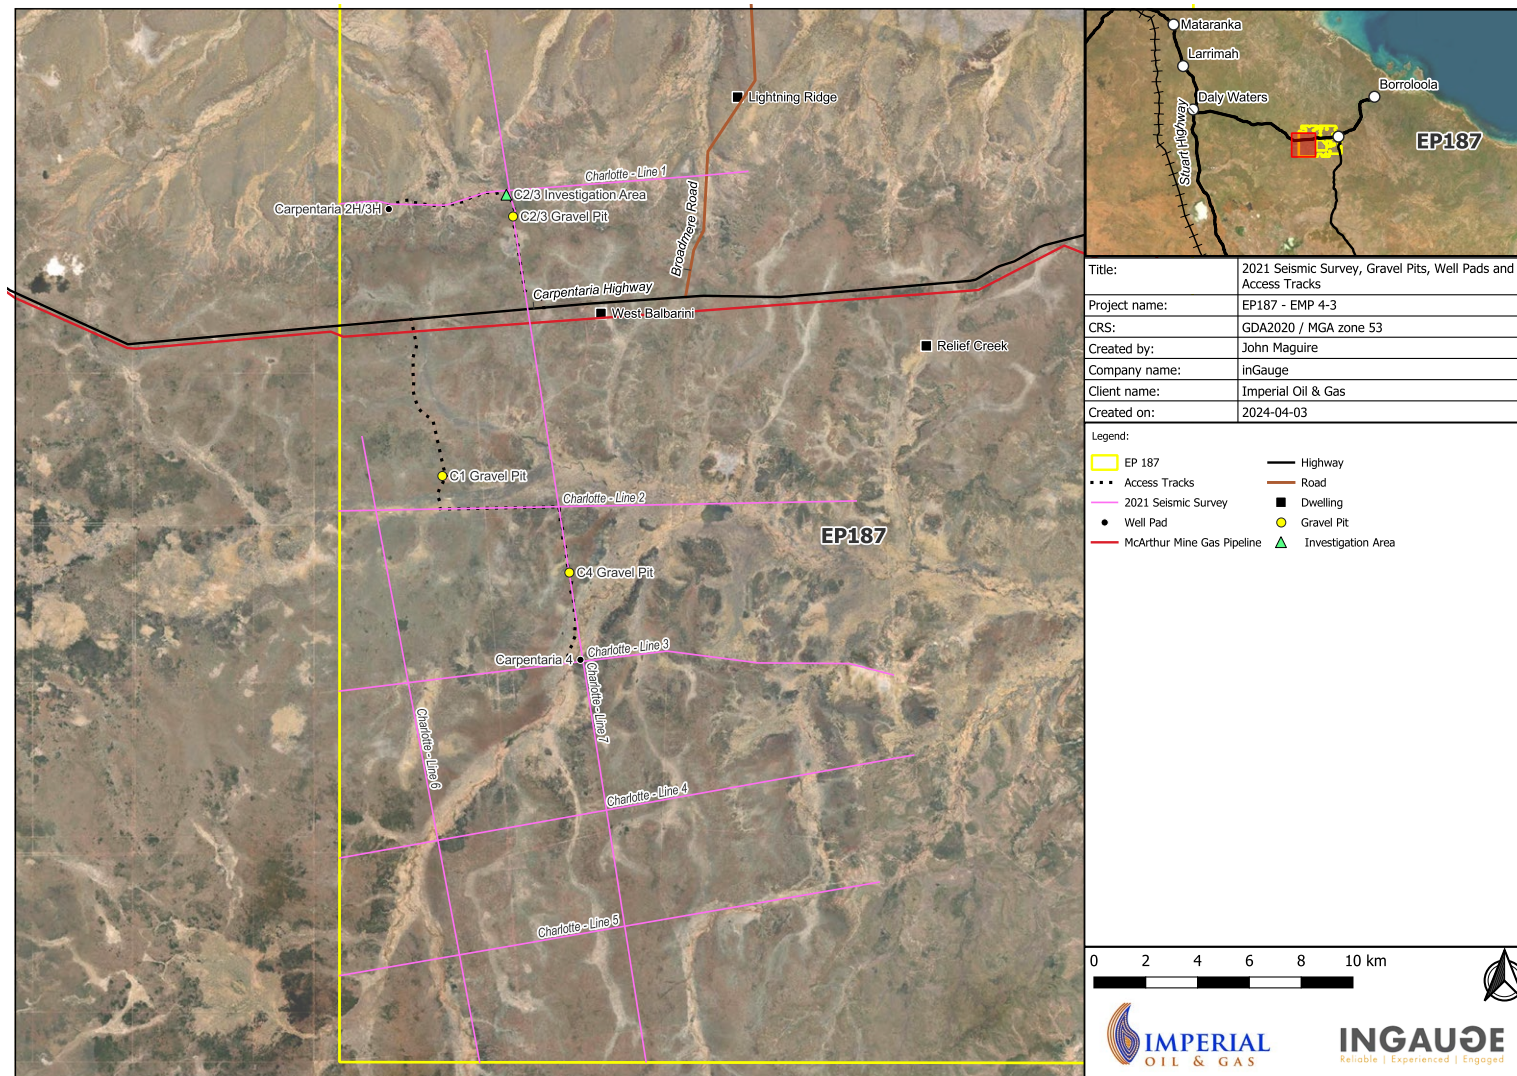 Lightning Ridge
Charlotte - Line 1
C2/3 Investigation Area
Carpentaria 2H/3H
C2/3 Gravel Pit
Broadmere Road
Carpentaria Highway
West Balbarini
Relief Creek
C1 Gravel Pit
Charlotte - Line 2
EP187
C4 Gravel Pit
Charlotte - Line 3
Carpentaria 4
Charlotte - Line 7
Charlotte - Line 6
Charlotte - Line 4
Charlotte - Line 5
Mataranka
Larrimah
Borroloola
Daly Waters
Stuart Highway
EP187
Title:
2021 Seismic Survey, Gravel Pits, Well Pads and
Access Tracks
Project name:
EP187 - EMP 4-3
CRS:
GDA2020 / MGA zone 53
Created by:
John Maguire
Company name:
inGauge
Client name:
Imperial Oil & Gas
Created on:
2024-04-03
Legend:
EP 187
Highway
Access Tracks
Road
2021 Seismic Survey
Dwelling
Well Pad
Gravel Pit
McArthur Mine Gas Pipeline
Investigation Area
0 2 4 6 8 10 km
IMPERIAL
OIL & GAS
INGAUGE
Reliable | Experienced | Engaged